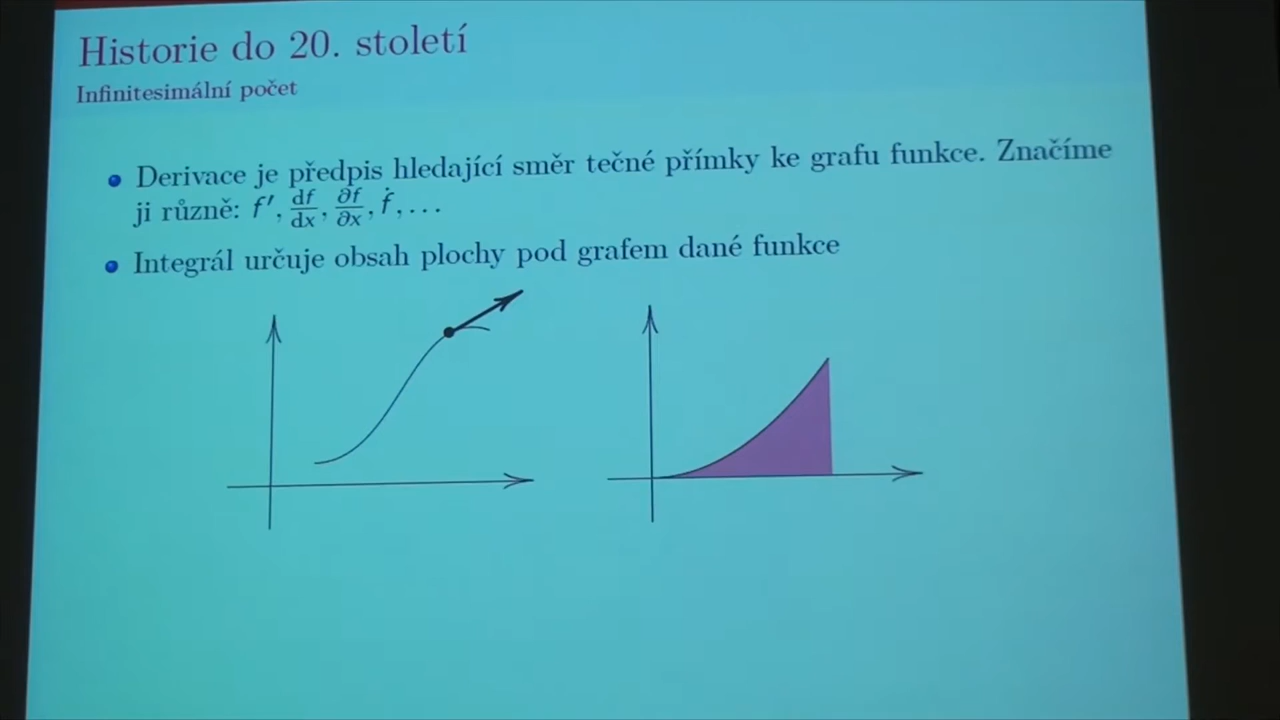 Historie do 20. století
Infinitesimální počet
Derivace je předpis hledající směr tečné přímky ke grafu funkce. Značíme
ji různě: f′, df/dx, ∂f/∂x, ḟ, ...
Integrál určuje obsah plochy pod grafem dané funkce